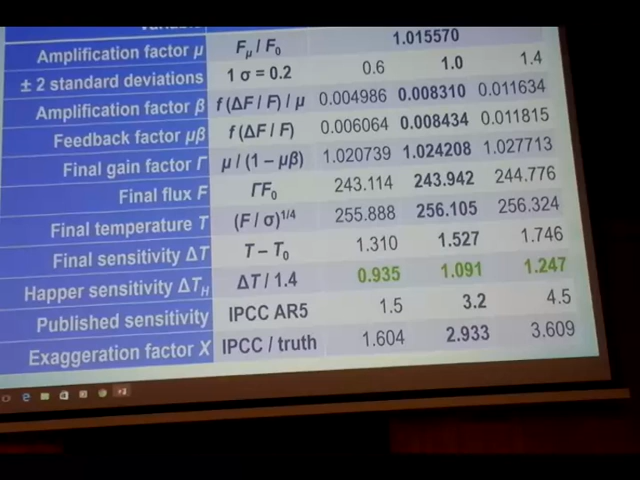 Variable
Amplification factor μ Fμ / F0 1.015570
± 2 standard deviations 1 σ = 0.2 0.6 1.0 1.4
Amplification factor β f (ΔF / F) / μ 0.004986 0.008310 0.011634
Feedback factor μβ f (ΔF / F) 0.006064 0.008434 0.011815
Final gain factor Γ μ / (1 – μβ) 1.020739 1.024208 1.027713
Final flux F ΓF0 243.114 243.942 244.776
Final temperature T (F / σ)1/4 255.888 256.105 256.324
Final sensitivity ΔT T – T0 1.310 1.527 1.746
Happer sensitivity ΔTH ΔT / 1.4 0.935 1.091 1.247
Published sensitivity IPCC AR5 1.5 3.2 4.5
Exaggeration factor X IPCC / truth 1.604 2.933 3.609